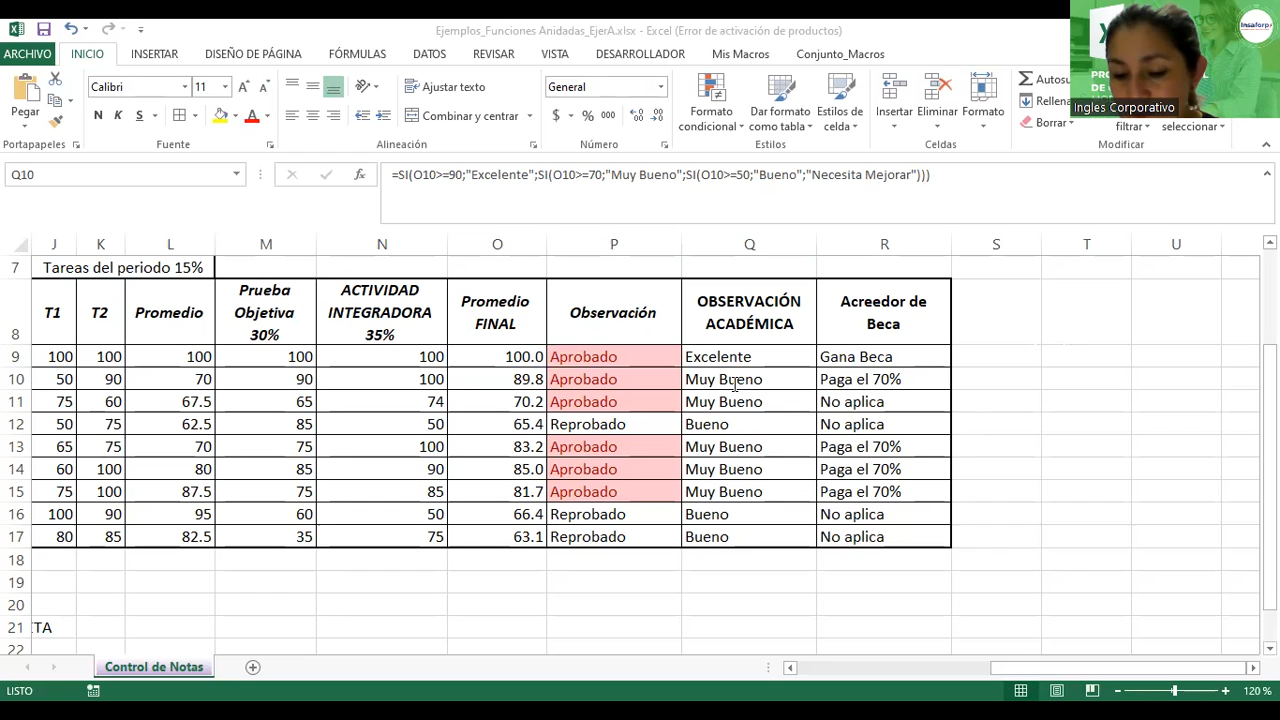 Ejemplos_Funciones Anidadas_EjerA.xlsx - Excel (Error de activación de productos)
ARCHIVO INICIO INSERTAR DISEÑO DE PÁGINA FÓRMULAS DATOS REVISAR VISTA DESARROLLADOR Mis Macros Conjunto_Macros
Insaforp
Ingles Corporativo
Pegar
Calibri 11
N K S
Ajustar texto
Combinar y centrar
General
$ % 000
Formato condicional
Dar formato como tabla
Estilos de celda
Insertar Eliminar Formato
Autosu
Rellena
Borrar
filtrar seleccionar
Portapapeles Fuente Alineación Número Estilos Celdas Modificar
Q10 fx =SI(O10>=90;"Excelente";SI(O10>=70;"Muy Bueno";SI(O10>=50;"Bueno";"Necesita Mejorar")))
J K L M N O P Q R S T U
7 Tareas del periodo 15%
8 T1 T2 Promedio Prueba Objetiva 30% ACTIVIDAD INTEGRADORA 35% Promedio FINAL Observación OBSERVACIÓN ACADÉMICA Acreedor de Beca
9 100 100 100 100 100 100.0 Aprobado Excelente Gana Beca
10 50 90 70 90 100 89.8 Aprobado Muy Bueno Paga el 70%
11 75 60 67.5 65 74 70.2 Aprobado Muy Bueno No aplica
12 50 75 62.5 85 50 65.4 Reprobado Bueno No aplica
13 65 75 70 75 100 83.2 Aprobado Muy Bueno Paga el 70%
14 60 100 80 85 90 85.0 Aprobado Muy Bueno Paga el 70%
15 75 100 87.5 75 85 81.7 Aprobado Muy Bueno Paga el 70%
16 100 90 95 60 50 66.4 Reprobado Bueno No aplica
17 80 85 82.5 35 75 63.1 Reprobado Bueno No aplica
18
19
20
21 ETA
22
Control de Notas
LISTO 120 %